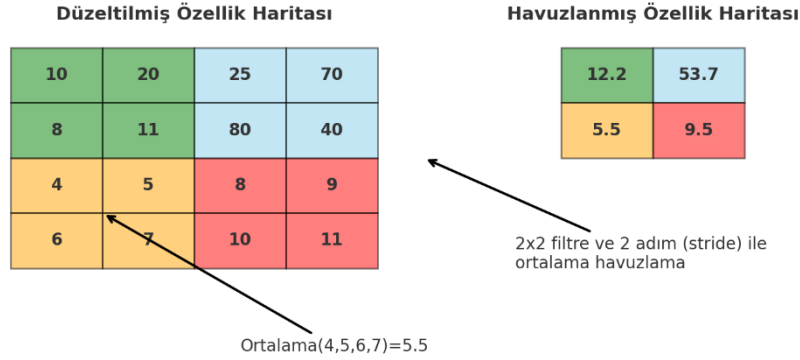 Düzeltilmiş Özellik Haritası
10 20 25 70
8 11 80 40
4 5 8 9
6 7 10 11
Ortalama(4,5,6,7)=5.5
Havuzlanmış Özellik Haritası
12.2 53.7
5.5 9.5
2x2 filtre ve 2 adım (stride) ile
ortalama havuzlama